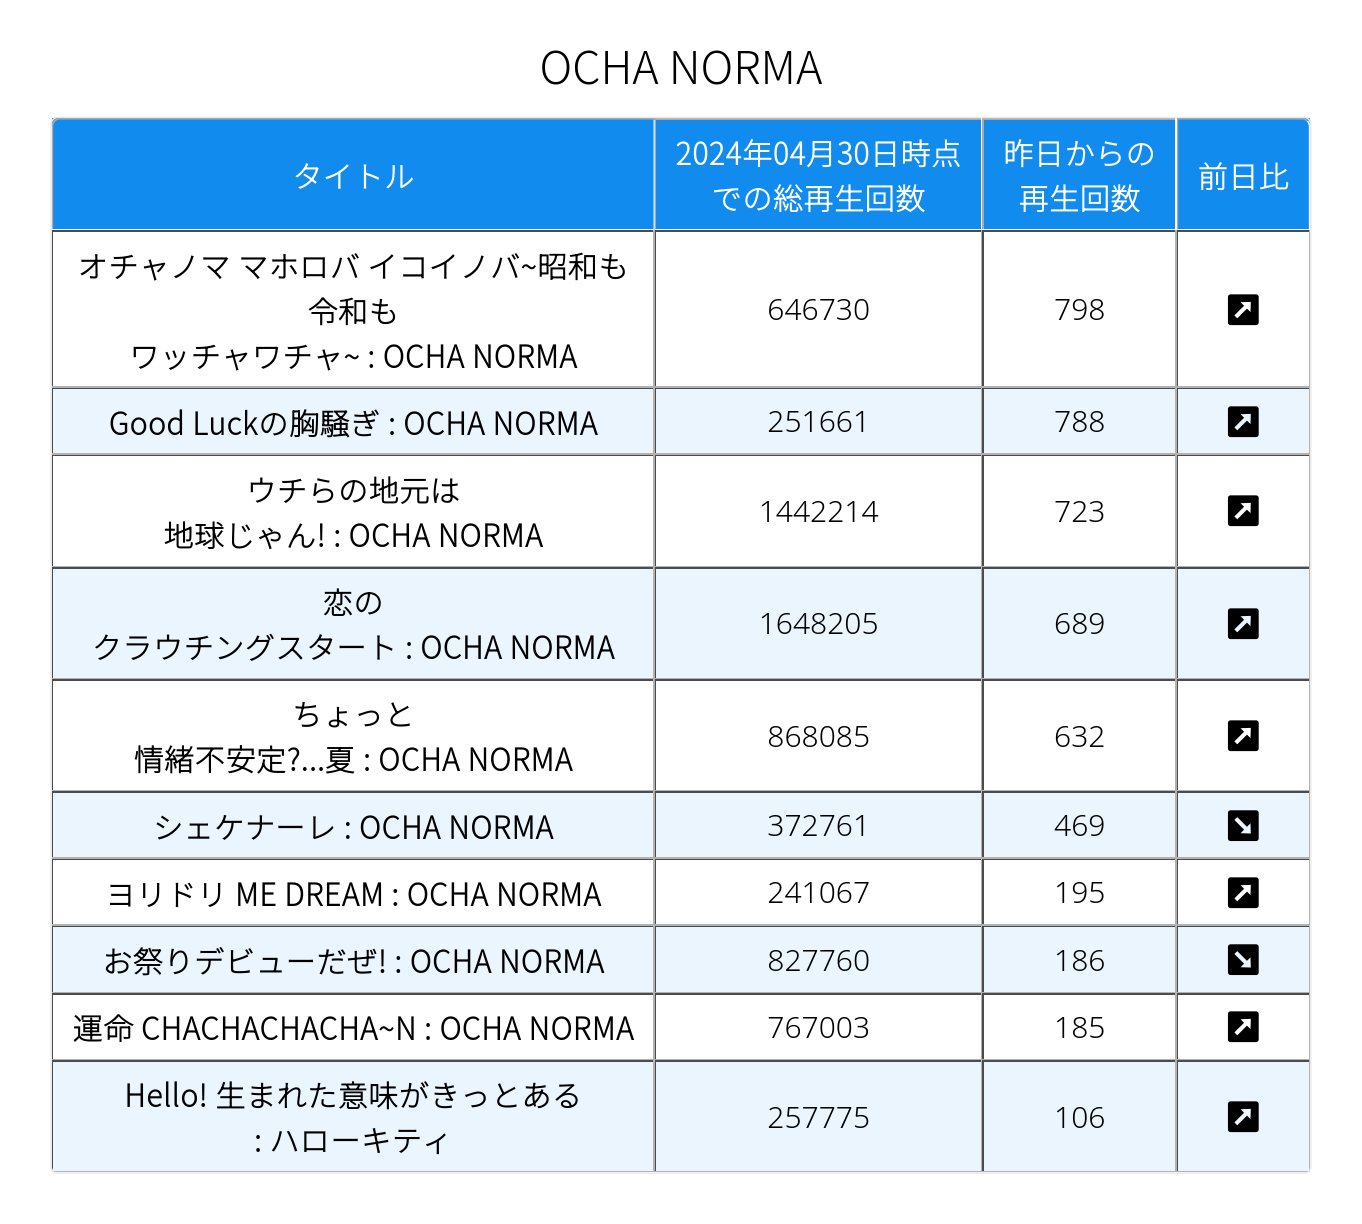 OCHA NORMA
タイトル
2024年04月30日時点
での総再生回数
昨日からの
再生回数
前日比
オチャノマ マホロバ イコイノバ~昭和も
令和も
ワッチャワチャ~ : OCHA NORMA
646730
798
Good Luckの胸騒ぎ : OCHA NORMA
251661
788
ウチらの地元は
地球じゃん! : OCHA NORMA
1442214
723
恋の
クラウチングスタート : OCHA NORMA
1648205
689
ちょっと
情緒不安定?...夏 : OCHA NORMA
868085
632
シェケナーレ : OCHA NORMA
372761
469
ヨリドリ ME DREAM : OCHA NORMA
241067
195
お祭りデビューだぜ! : OCHA NORMA
827760
186
運命 CHACHACHACHA~N : OCHA NORMA
767003
185
Hello! 生まれた意味がきっとある
: ハローキティ
257775
106